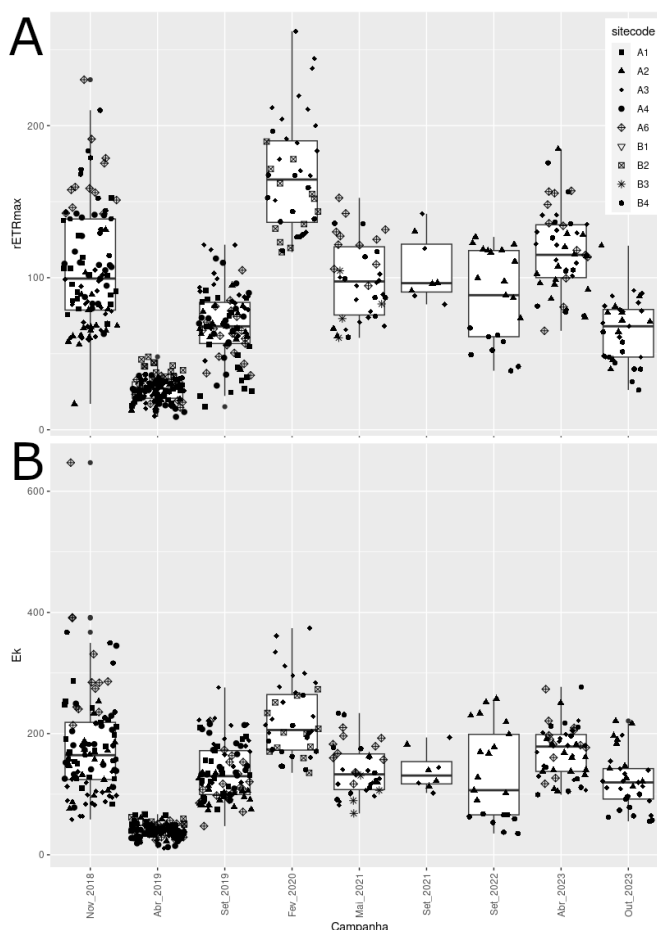 A
sitecode
A1
A2
A3
A4
A6
B1
B2
B3
B4
200
100
0
rETRmax
B
600
400
200
0
Ek
Nov_2018
Abr_2019
Set_2019
Fev_2020
Mai_2021
Set_2021
Set_2022
Abr_2023
Out_2023
Campanha